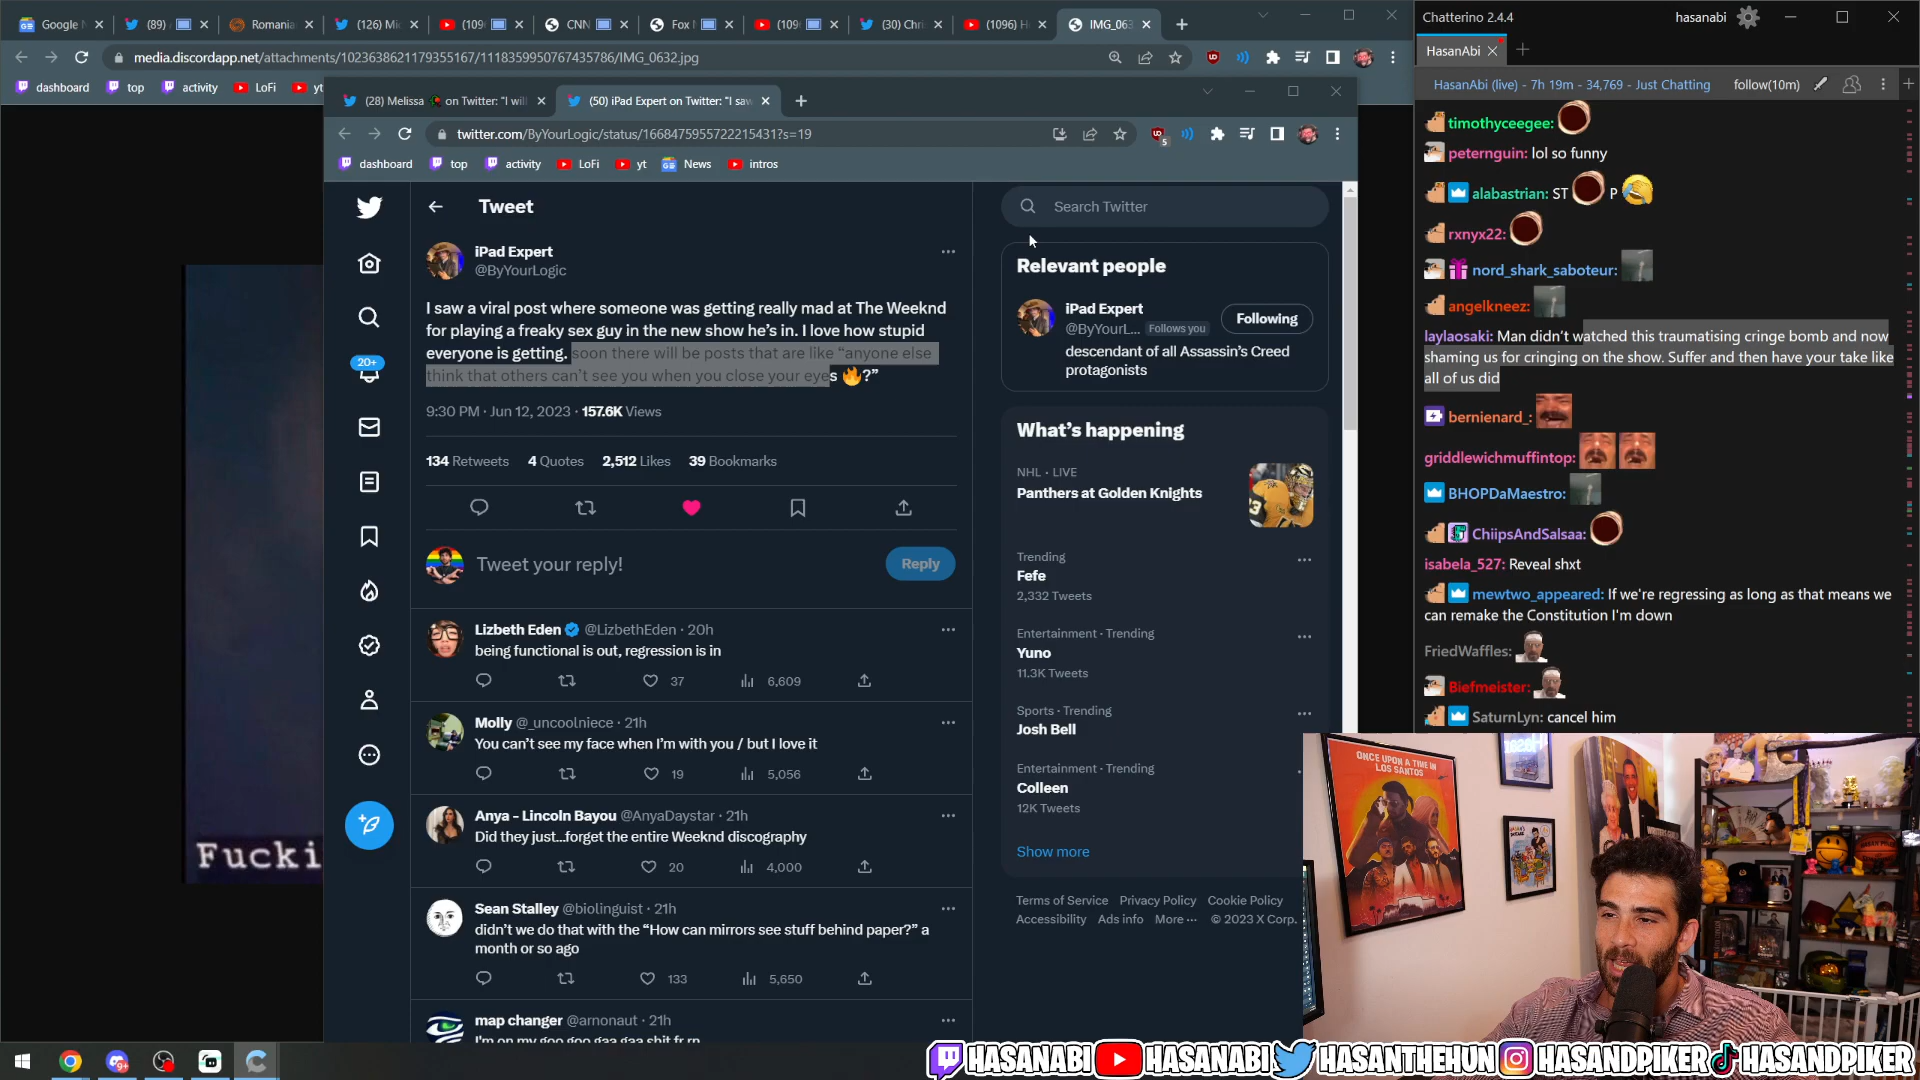 Google N
(89)
Romania
(126) Mi
(109
CNN
Fox
(109
(30) Chr
(1096) H
IMG_063
media.discordapp.net/attachments/1023638621179355167/1118359950767435786/IMG_0632.jpg
dashboard
top
activity
LoFi
yt
(28) Melissa on Twitter: "I wil
(50) iPad Expert on Twitter: "I saw
twitter.com/ByYourLogic/status/1668475955722215431?s=19
dashboard
top
activity
LoFi
yt
News
intros
20+
Fucki
Tweet
iPad Expert
@ByYourLogic
I saw a viral post where someone was getting really mad at The Weeknd
for playing a freaky sex guy in the new show he's in. I love how stupid
everyone is getting. soon there will be posts that are like "anyone else
think that others can't see you when you close your eyes 🔥?"
9:30 PM · Jun 12, 2023 · 157.6K Views
134 Retweets 4 Quotes 2,512 Likes 39 Bookmarks
Tweet your reply!
Reply
Lizbeth Eden @LizbethEden · 20h
being functional is out, regression is in
37 6,609
Molly @_uncoolniece · 21h
You can't see my face when I'm with you / but I love it
19 5,056
Anya - Lincoln Bayou @AnyaDaystar · 21h
Did they just...forget the entire Weeknd discography
20 4,000
Sean Stalley @biolinguist · 21h
didn't we do that with the "How can mirrors see stuff behind paper?" a
month or so ago
133 5,650
map changer @arnonaut · 21h
I'm on my goo goo gaa gaa shit fr rn
Search Twitter
Relevant people
iPad Expert
@ByYourL... Follows you
Following
descendant of all Assassin's Creed
protagonists
What's happening
NHL · LIVE
Panthers at Golden Knights
Trending
Fefe
2,332 Tweets
Entertainment · Trending
Yuno
11.3K Tweets
Sports · Trending
Josh Bell
Entertainment · Trending
Colleen
12K Tweets
Show more
Terms of Service Privacy Policy Cookie Policy
Accessibility Ads info More ··· © 2023 X Corp.
Chatterino 2.4.4
hasanabi
HasanAbi
HasanAbi (live) - 7h 19m - 34,769 - Just Chatting
follow(10m)
timothyceegee:
peternguin: lol so funny
alabastrian: ST P
rxnyx22:
nord_shark_saboteur:
angelkneez:
laylaosaki: Man didn't watched this traumatising cringe bomb and now
shaming us for cringing on the show. Suffer and then have your take like
all of us did
bernienard_:
griddlewichmuffintop:
BHOPDaMaestro:
ChiipsAndSalsaa:
isabela_527: Reveal shxt
mewtwo_appeared: If we're regressing as long as that means we
can remake the Constitution I'm down
FriedWaffles:
Biefmeister:
SaturnLyn: cancel him
ONCE UPON A TIME IN
LOS SANTOS
HASANABI
HASANABI
HASANTHEHUN
HASANDPIKER
HASANDPIKER